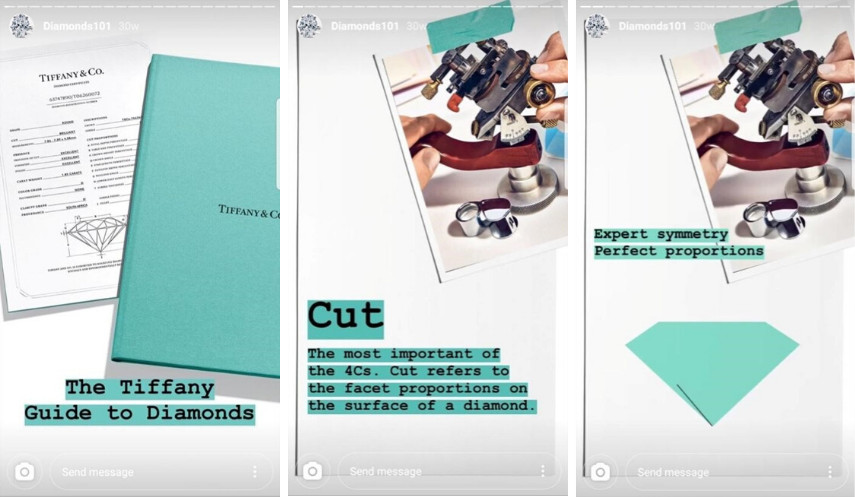 Diamonds101 30w
TIFFANY & CO.
TIFFANY & CO
The Tiffany
Guide to Diamonds
Send message
Diamonds101 30w
Cut
The most important of
the 4Cs. Cut refers to
the facet proportions on
the surface of a diamond.
Send message
Diamonds101 30w
Expert symmetry
Perfect proportions
Send message